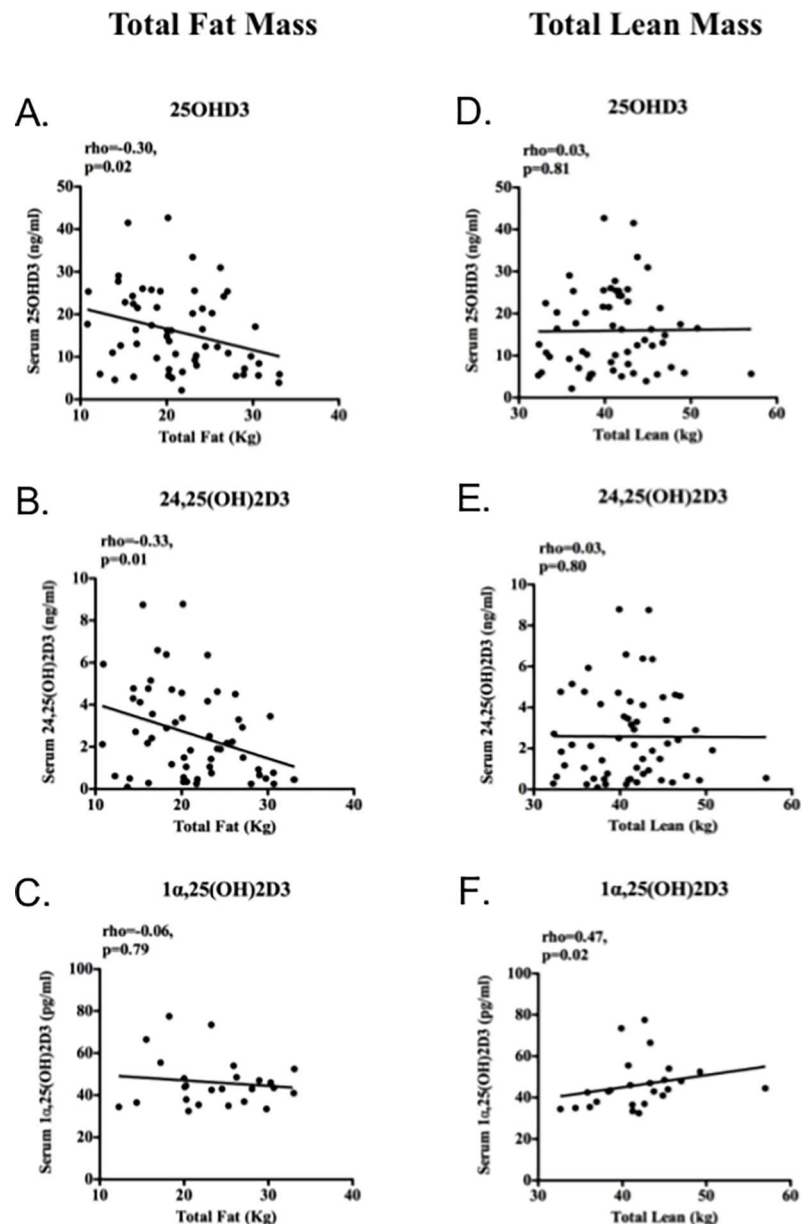 Total Fat Mass
Total Lean Mass
A.
25OHD3
rho=-0.30,
p=0.02
Serum 25OHD3 (ng/ml)
50
40
30
20
10
0
10 20 30 40
Total Fat (Kg)
D.
25OHD3
rho=0.03,
p=0.81
Serum 25OHD3 (ng/ml)
50
40
30
20
10
0
30 40 50 60
Total Lean (kg)
B.
24,25(OH)2D3
rho=-0.33,
p=0.01
Serum 24,25(OH)2D3 (ng/ml)
10
8
6
4
2
0
10 20 30 40
Total Fat (Kg)
E.
24,25(OH)2D3
rho=0.03,
p=0.80
Serum 24,25(OH)2D3 (ng/ml)
10
8
6
4
2
0
30 40 50 60
Total Lean (kg)
C.
1α,25(OH)2D3
rho=-0.06,
p=0.79
Serum 1α,25(OH)2D3 (pg/ml)
100
80
60
40
20
0
10 20 30 40
Total Fat (Kg)
F.
1α,25(OH)2D3
rho=0.47,
p=0.02
Serum 1α,25(OH)2D3 (pg/ml)
100
80
60
40
20
0
30 40 50 60
Total Lean (kg)